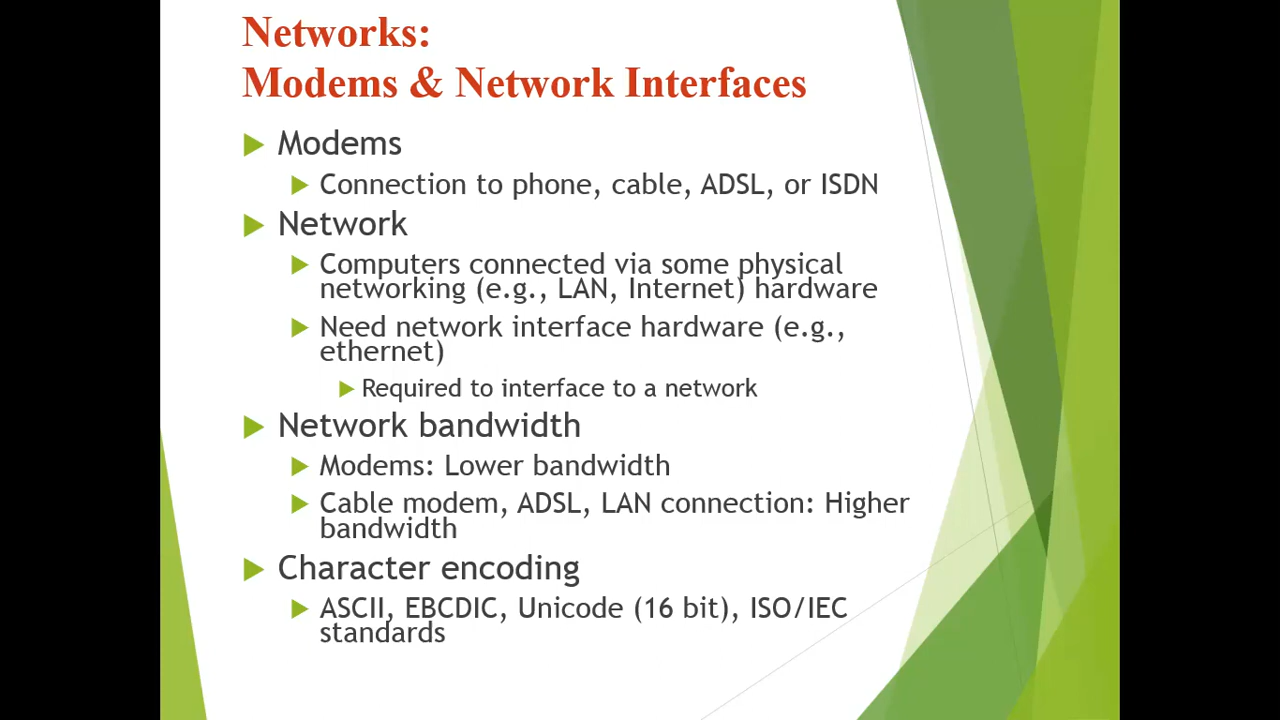 Networks:
Modems & Network Interfaces
Modems
Connection to phone, cable, ADSL, or ISDN
Network
Computers connected via some physical
networking (e.g., LAN, Internet) hardware
Need network interface hardware (e.g.,
ethernet)
Required to interface to a network
Network bandwidth
Modems: Lower bandwidth
Cable modem, ADSL, LAN connection: Higher
bandwidth
Character encoding
ASCII, EBCDIC, Unicode (16 bit), ISO/IEC
standards